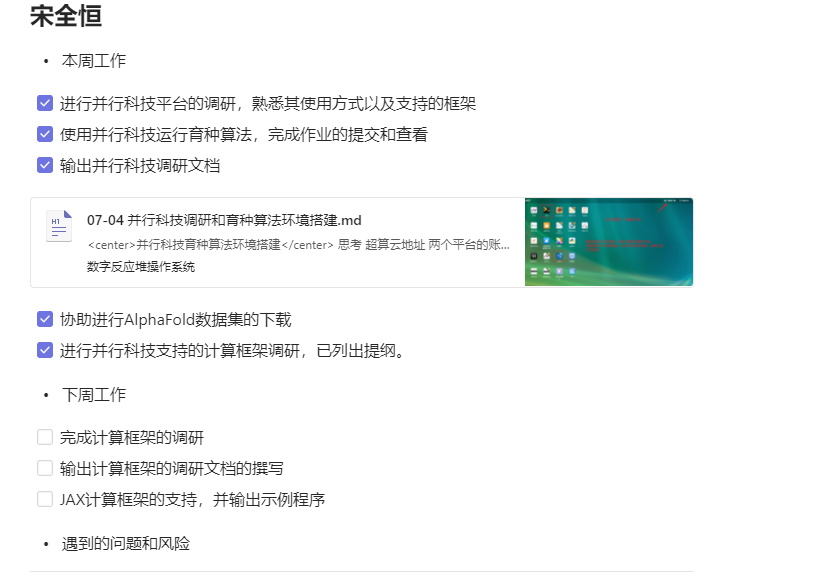 宋全恒
本周工作
进行并行科技平台的调研，熟悉其使用方式以及支持的框架
使用并行科技运行育种算法，完成作业的提交和查看
输出并行科技调研文档
H1
07-04 并行科技调研和育种算法环境搭建.md
<center>并行科技育种算法环境搭建</center> 思考 超算云地址 两个平台的账...
数字反应堆操作系统
协助进行AlphaFold数据集的下载
进行并行科技支持的计算框架调研，已列出提纲。
下周工作
完成计算框架的调研
输出计算框架的调研文档的撰写
JAX计算框架的支持，并输出示例程序
遇到的问题和风险